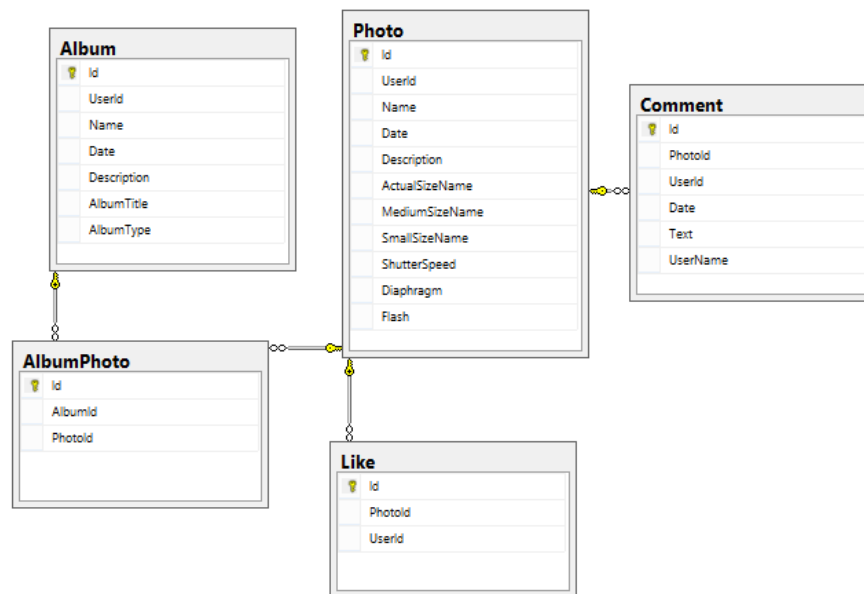 Album
Id
UserId
Name
Date
Description
AlbumTitle
AlbumType
Photo
Id
UserId
Name
Date
Description
ActualSizeName
MediumSizeName
SmallSizeName
ShutterSpeed
Diaphragm
Flash
Comment
Id
PhotoId
UserId
Date
Text
UserName
AlbumPhoto
Id
AlbumId
PhotoId
Like
Id
PhotoId
UserId